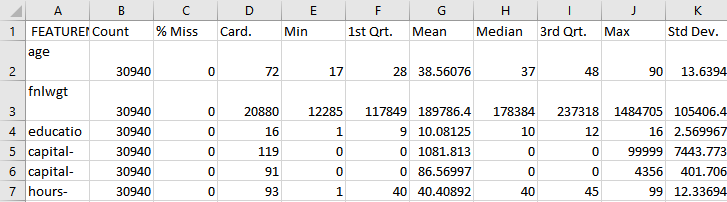 A B C D E F G H I J K
1 FEATUREN Count % Miss Card. Min 1st Qrt. Mean Median 3rd Qrt. Max Std Dev.
age
2 30940 0 72 17 28 38.56076 37 48 90 13.6394
fnlwgt
3 30940 0 20880 12285 117849 189786.4 178384 237318 1484705 105406.4
4 educatio 30940 0 16 1 9 10.08125 10 12 16 2.569967
5 capital- 30940 0 119 0 0 1081.813 0 0 99999 7443.773
6 capital- 30940 0 91 0 0 86.56997 0 0 4356 401.706
7 hours- 30940 0 93 1 40 40.40892 40 45 99 12.33694